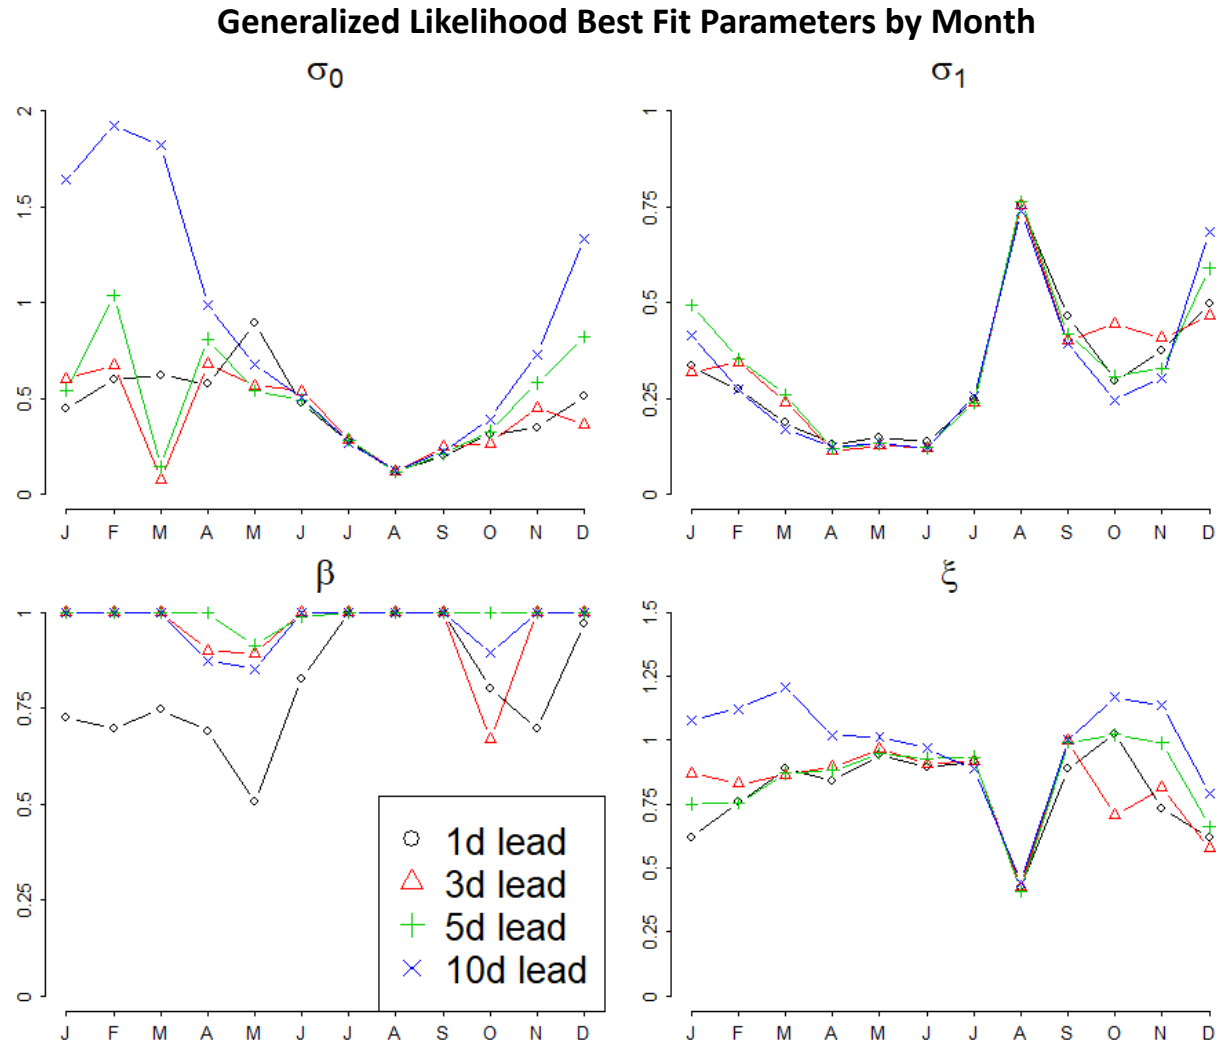 Generalized Likelihood Best Fit Parameters by Month
σ0
σ1
2
1.5
1
0.5
0
J F M A M J J A S O N D
1
0.75
0.5
0.25
0
J F M A M J J A S O N D
β
ξ
1
0.75
0.5
0.25
0
J F M A M J J A S O N D
1d lead
3d lead
5d lead
10d lead
1.5
1.25
1
0.75
0.5
0.25
0
J F M A M J J A S O N D